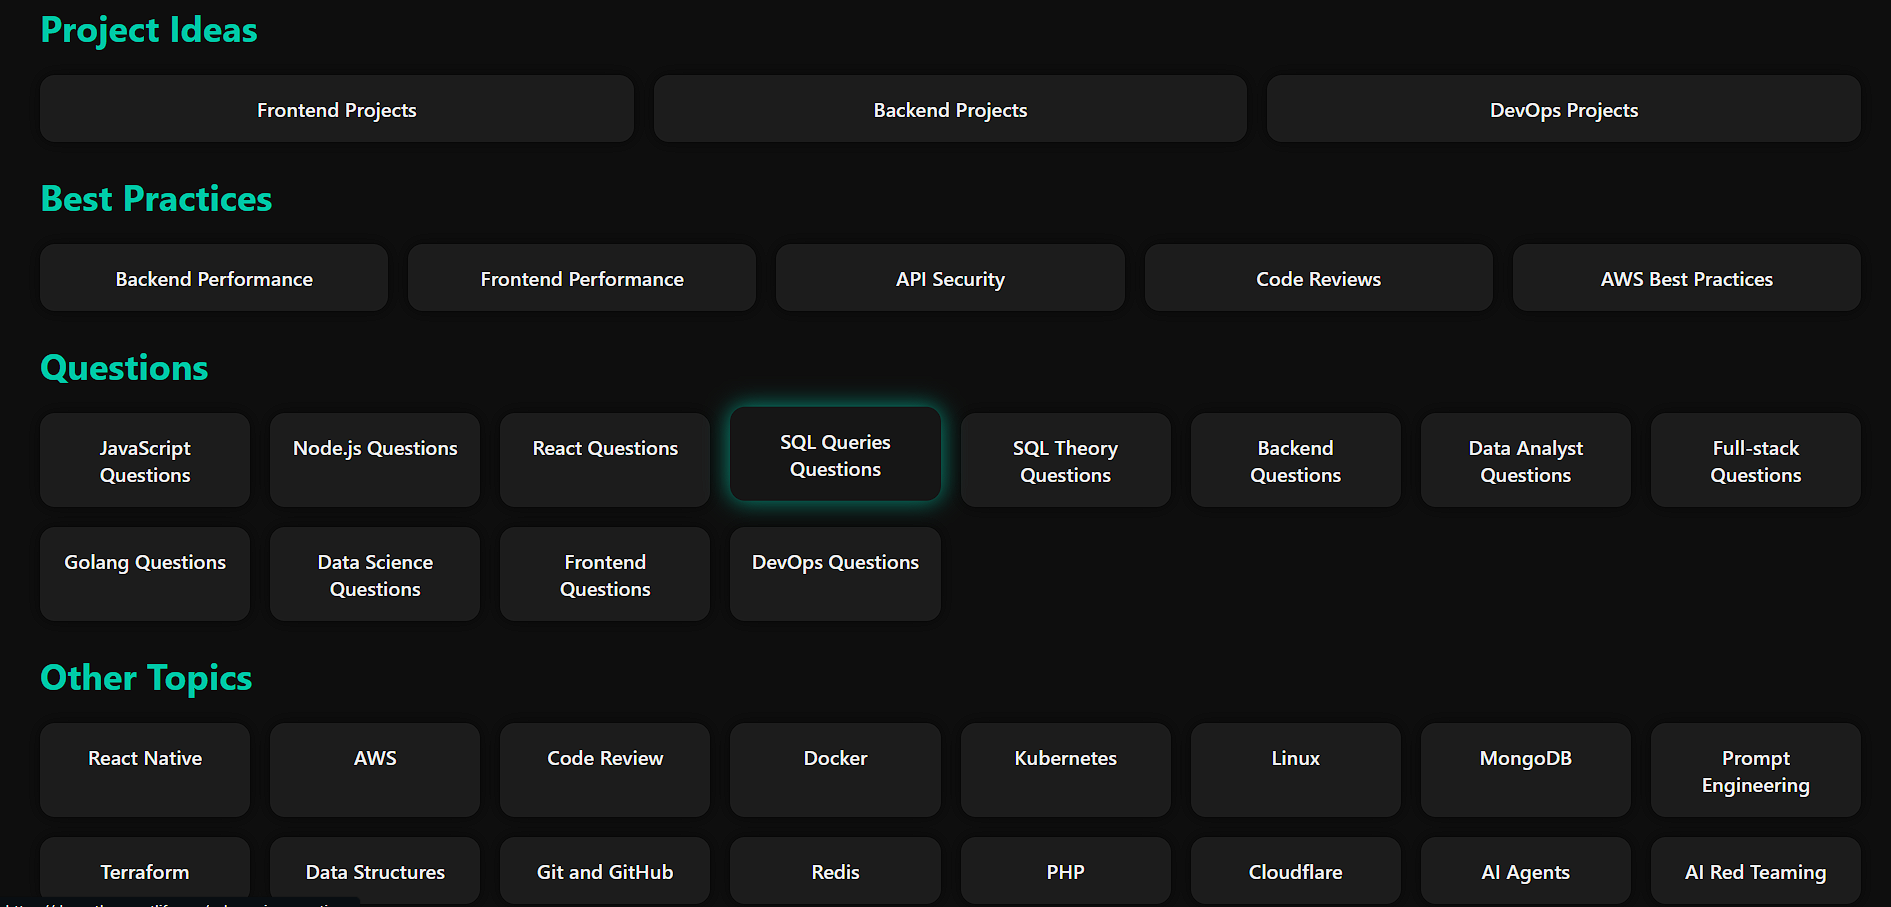 Project Ideas
Frontend Projects
Backend Projects
DevOps Projects
Best Practices
Backend Performance
Frontend Performance
API Security
Code Reviews
AWS Best Practices
Questions
JavaScript
Questions
Node.js Questions
React Questions
SQL Queries
Questions
SQL Theory
Questions
Backend
Questions
Data Analyst
Questions
Full-stack
Questions
Golang Questions
Data Science
Questions
Frontend
Questions
DevOps Questions
Other Topics
React Native
AWS
Code Review
Docker
Kubernetes
Linux
MongoDB
Prompt
Engineering
Terraform
Data Structures
Git and GitHub
Redis
PHP
Cloudflare
AI Agents
AI Red Teaming